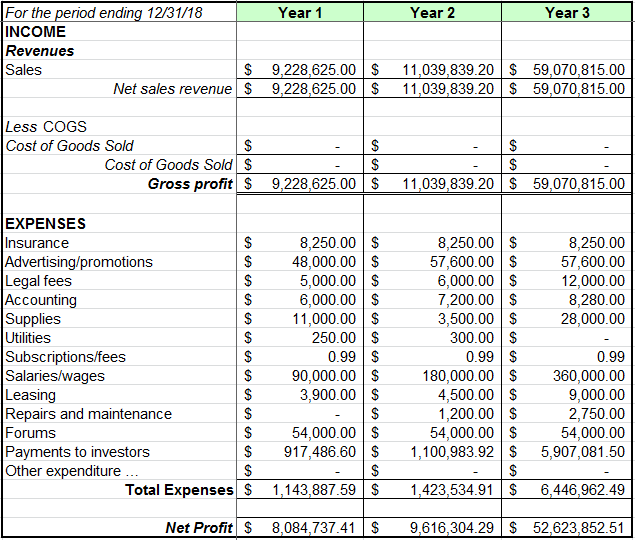 For the period ending 12/31/18 Year 1 Year 2 Year 3
INCOME
Revenues
Sales $ 9,228,625.00 $ 11,039,839.20 $ 59,070,815.00
Net sales revenue $ 9,228,625.00 $ 11,039,839.20 $ 59,070,815.00
Less COGS
Cost of Goods Sold $ - $ - $ -
Cost of Goods Sold $ - $ - $ -
Gross profit $ 9,228,625.00 $ 11,039,839.20 $ 59,070,815.00
EXPENSES
Insurance $ 8,250.00 $ 8,250.00 $ 8,250.00
Advertising/promotions $ 48,000.00 $ 57,600.00 $ 57,600.00
Legal fees $ 5,000.00 $ 6,000.00 $ 12,000.00
Accounting $ 6,000.00 $ 7,200.00 $ 8,280.00
Supplies $ 11,000.00 $ 3,500.00 $ 28,000.00
Utilities $ 250.00 $ 300.00 $ -
Subscriptions/fees $ 0.99 $ 0.99 $ 0.99
Salaries/wages $ 90,000.00 $ 180,000.00 $ 360,000.00
Leasing $ 3,900.00 $ 4,500.00 $ 9,000.00
Repairs and maintenance $ - $ 1,200.00 $ 2,750.00
Forums $ 54,000.00 $ 54,000.00 $ 54,000.00
Payments to investors $ 917,486.60 $ 1,100,983.92 $ 5,907,081.50
Other expenditure ... $ - $ - $ -
Total Expenses $ 1,143,887.59 $ 1,423,534.91 $ 6,446,962.49
Net Profit $ 8,084,737.41 $ 9,616,304.29 $ 52,623,852.51